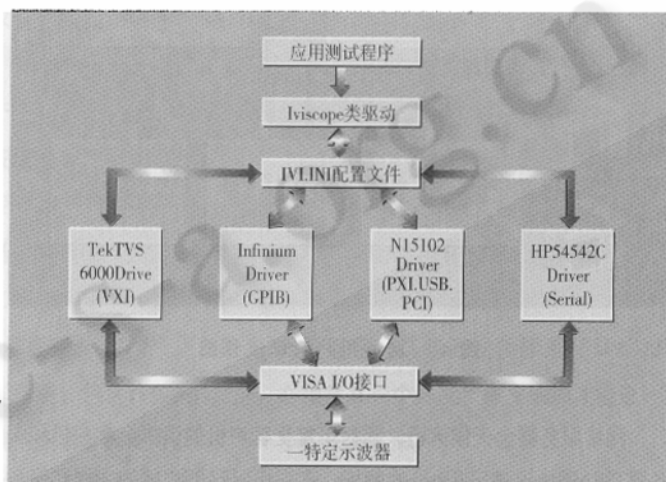 应用测试程序
Iviscope类驱动
IVI.INI配置文件
TekTVS
6000Drive
(VXI)
Infinium
Driver
(GPIB)
N15102
Driver
(PXI.USB.
PCI)
HP54542C
Driver
(Serial)
VISA I/O接口
一特定示波器